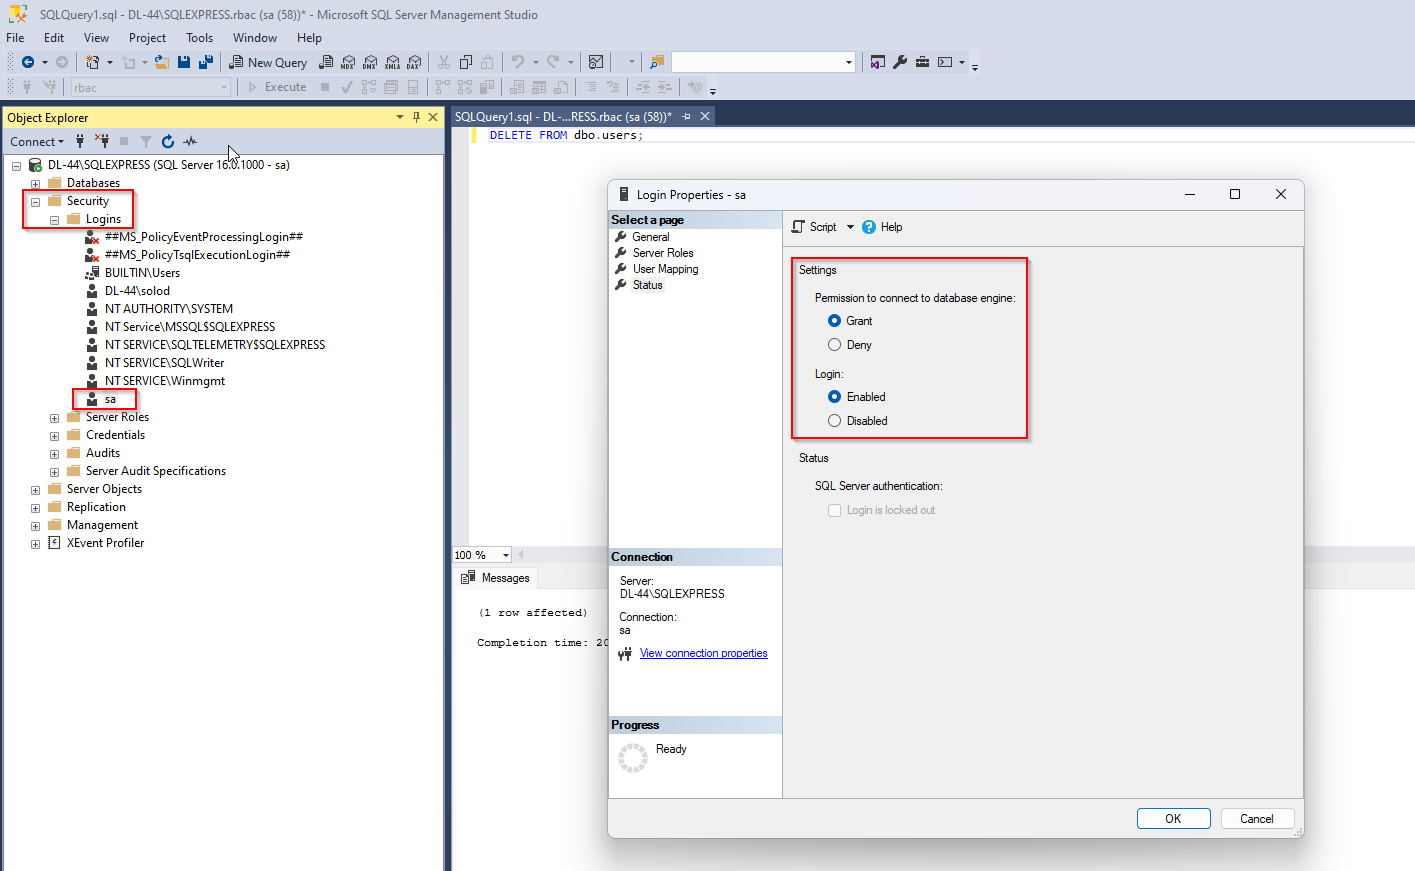 SQLQuery1.sql - DL-44\SQLEXPRESS.rbac (sa (58))* - Microsoft SQL Server Management Studio
File Edit View Project Tools Window Help
New Query MDX DMX XMLA DAX
rbac Execute
Object Explorer
Connect
DL-44\SQLEXPRESS (SQL Server 16.0.1000 - sa)
Databases
Security
Logins
##MS_PolicyEventProcessingLogin##
##MS_PolicyTsqlExecutionLogin##
BUILTIN\Users
DL-44\solod
NT AUTHORITY\SYSTEM
NT Service\MSSQL$SQLEXPRESS
NT SERVICE\SQLTELEMETRY$SQLEXPRESS
NT SERVICE\SQLWriter
NT SERVICE\Winmgmt
sa
Server Roles
Credentials
Audits
Server Audit Specifications
Server Objects
Replication
Management
XEvent Profiler
SQLQuery1.sql - DL-...RESS.rbac (sa (58))*
DELETE FROM dbo.users;
100 %
Messages
(1 row affected)
Completion time: 20
Login Properties - sa
Select a page
General
Server Roles
User Mapping
Status
Connection
Server:
DL-44\SQLEXPRESS
Connection:
sa
View connection properties
Progress
Ready
Script Help
Settings
Permission to connect to database engine:
Grant
Deny
Login:
Enabled
Disabled
Status
SQL Server authentication:
Login is locked out
OK Cancel